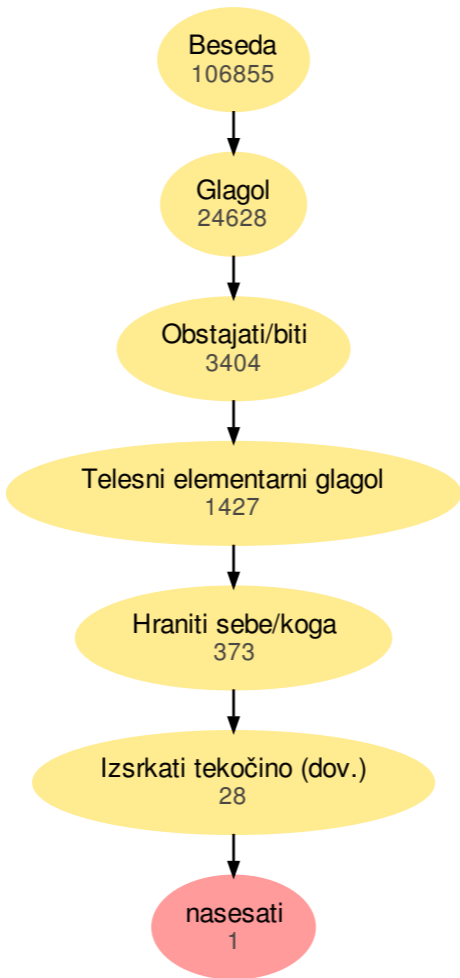 Beseda
106855
Glagol
24628
Obstajati/biti
3404
Telesni elementarni glagol
1427
Hraniti sebe/koga
373
Izsrkati tekočino (dov.)
28
nasesati
1